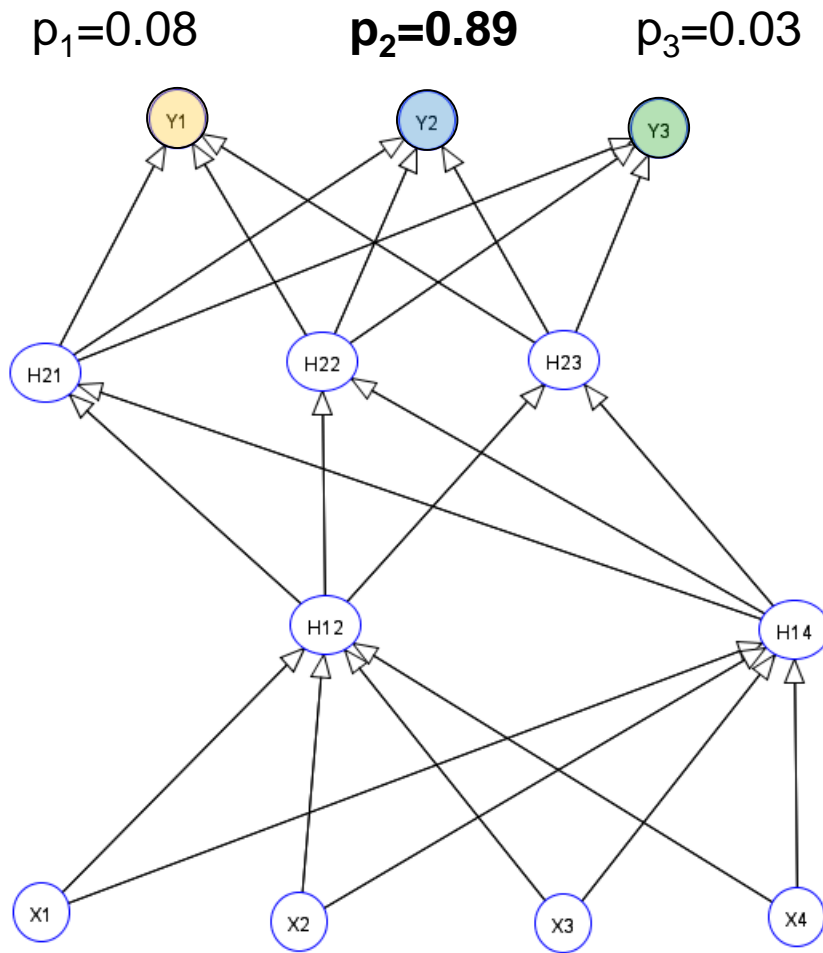 p₁=0.08 p₂=0.89 p₃=0.03
Y1 Y2 Y3
H21 H22 H23
H12 H14
X1 X2 X3 X4